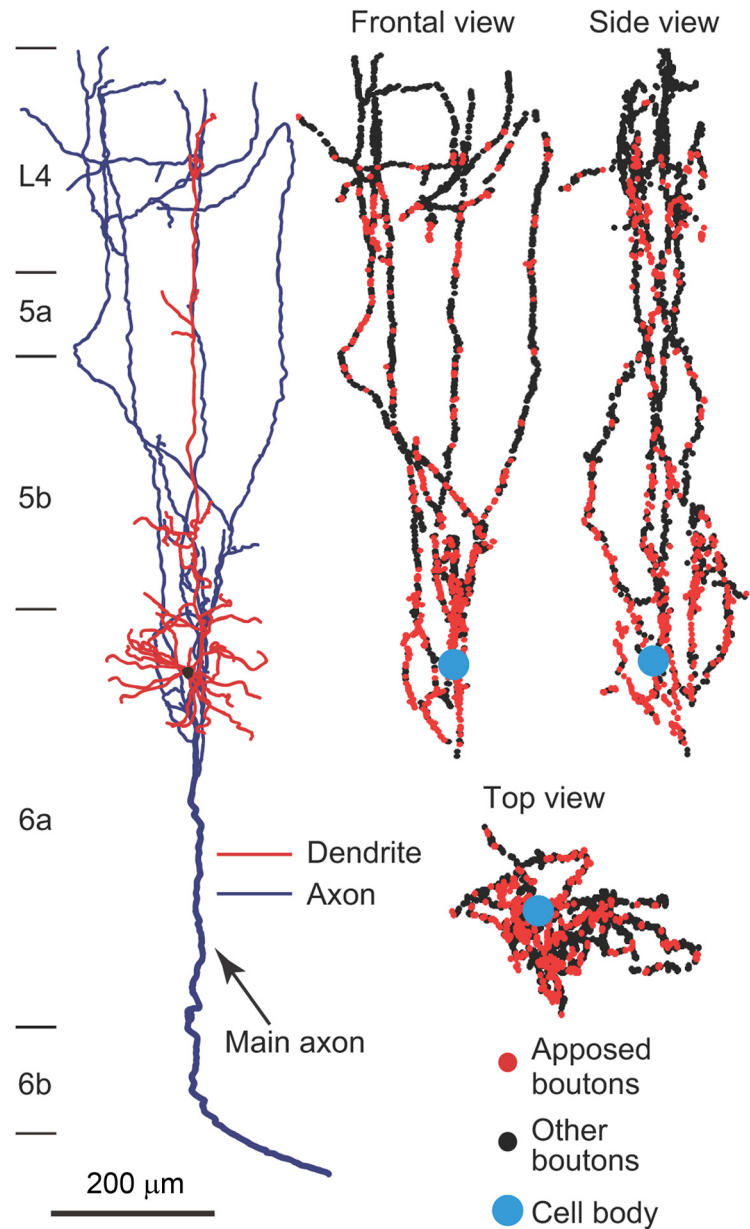 Frontal view
Side view
L4
5a
5b
6a
6b
Dendrite
Axon
Main axon
200 μm
Top view
Apposed
boutons
Other
boutons
Cell body